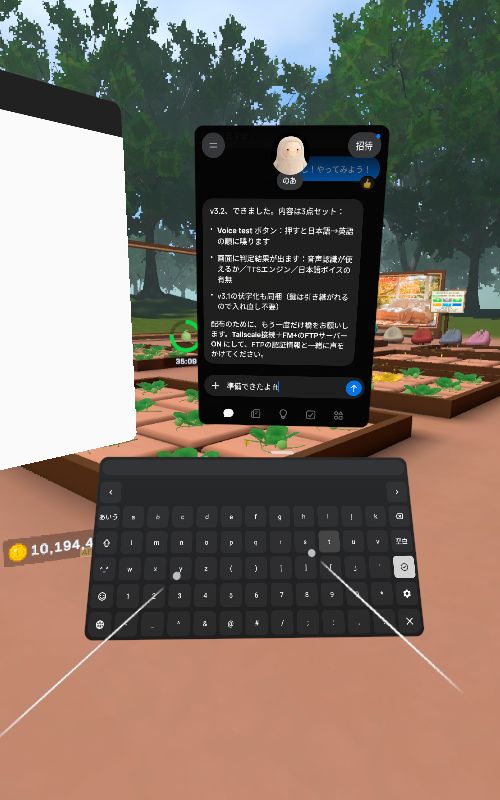 招待
し！やってみよう！
のあ
v3.2、できました。内容は3点セット：
・Voice test ボタン：押すと日本語→英語
の順に喋ります
・画面に判定結果が出ます：音声認識が使
えるか／TTSエンジン／日本語ボイスの
有無
・v3.1の伏字化も同梱（鍵は引き継がれる
ので入れ直し不要）
配布のために、もう一度だけ橋をお願いし
ます。Tailscale接続＋FM+のFTPサーバー
ON にして、FTPの認証情報と一緒に声を
かけてください。
35:09
+ 準備できたよ ft
10,194,4
‹ ›
あいう a b c d e f g h i j k
l m n o p q r s t u v 空白
^_^ w x y z [ ] '
1 2 3 4 5 6 7 8 9 *
_ ^ & @ # / ; : , . ✕